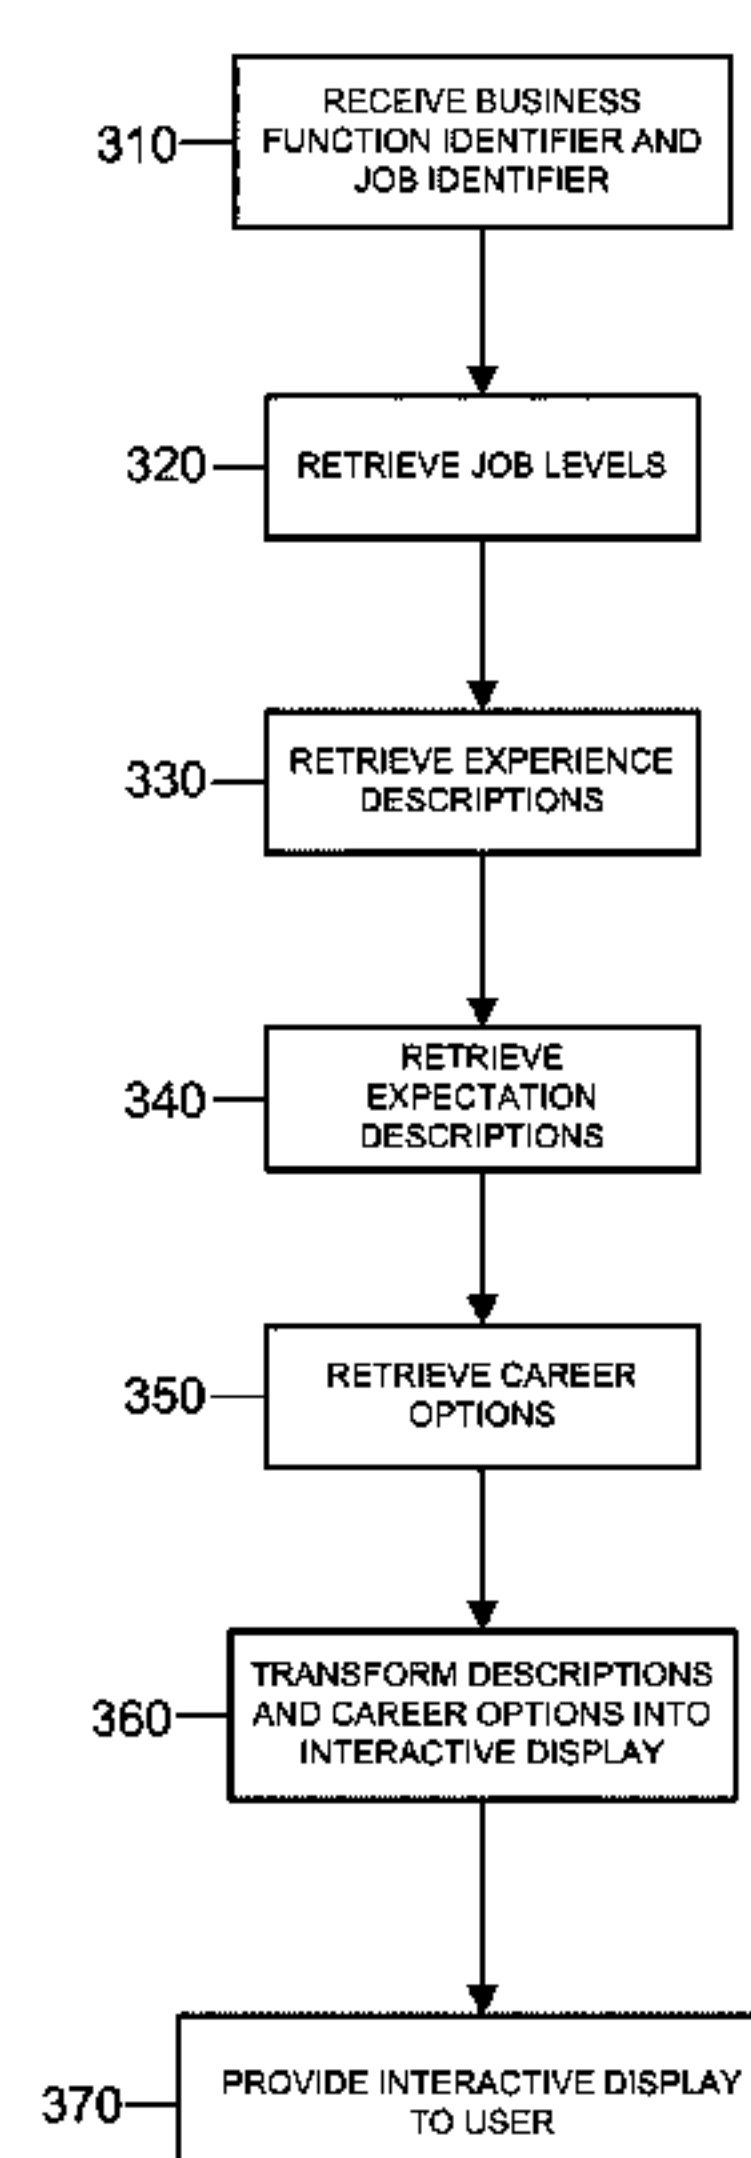 310
RECEIVE BUSINESS
FUNCTION IDENTIFIER AND
JOB IDENTIFIER
320
RETRIEVE JOB LEVELS
330
RETRIEVE EXPERIENCE
DESCRIPTIONS
340
RETRIEVE
EXPECTATION
DESCRIPTIONS
350
RETRIEVE CAREER
OPTIONS
360
TRANSFORM DESCRIPTIONS
AND CAREER OPTIONS INTO
INTERACTIVE DISPLAY
370
PROVIDE INTERACTIVE DISPLAY
TO USER